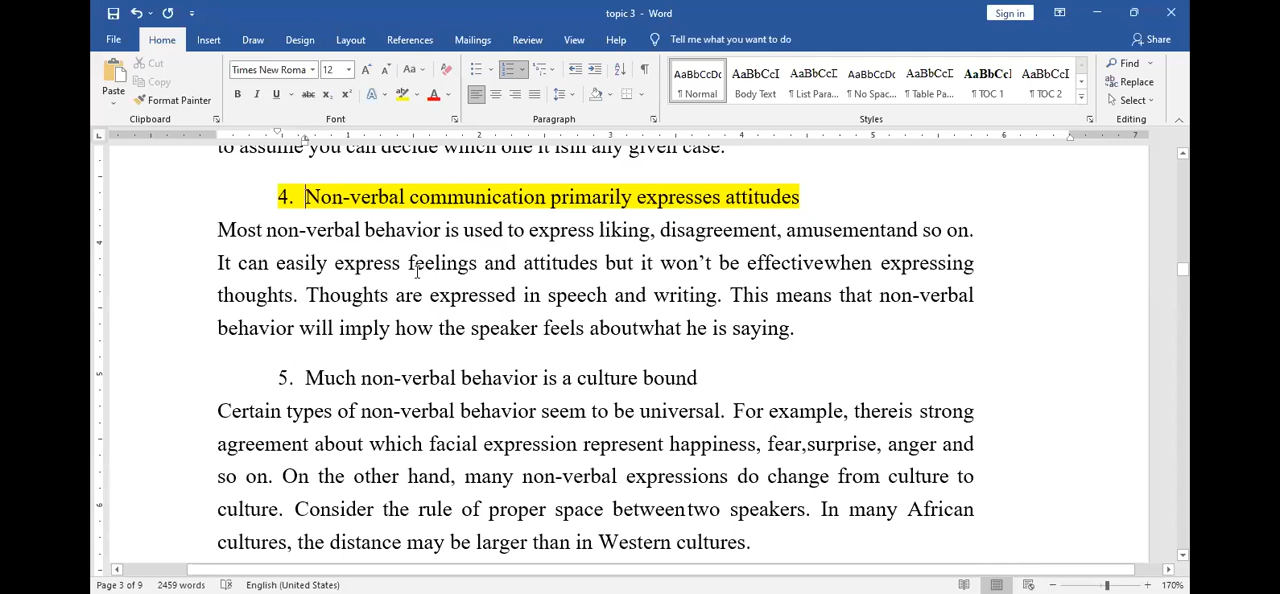 topic 3 - Word
Sign in
File Home Insert Draw Design Layout References Mailings Review View Help Tell me what you want to do Share
Paste
Cut
Copy
Format Painter
Clipboard
Times New Roma 12
Font
Paragraph
AaBbCcDc AaBbCcI AaBbCcI AaBbCcDc AaBbCcI AaBbCcl AaBbCcI
¶ Normal Body Text ¶ List Para... ¶ No Spac... ¶ Table Pa... ¶ TOC 1 ¶ TOC 2
Styles
Find
Replace
Select
Editing
1 2 3 4 5 6 7
to assume you can decide which one it isin any given case.
4. Non-verbal communication primarily expresses attitudes
Most non-verbal behavior is used to express liking, disagreement, amusementand so on.
It can easily express feelings and attitudes but it won’t be effectivewhen expressing
thoughts. Thoughts are expressed in speech and writing. This means that non-verbal
behavior will imply how the speaker feels aboutwhat he is saying.
5. Much non-verbal behavior is a culture bound
Certain types of non-verbal behavior seem to be universal. For example, thereis strong
agreement about which facial expression represent happiness, fear,surprise, anger and
so on. On the other hand, many non-verbal expressions do change from culture to
culture. Consider the rule of proper space betweentwo speakers. In many African
cultures, the distance may be larger than in Western cultures.
Page 3 of 9 2459 words English (United States) 170%